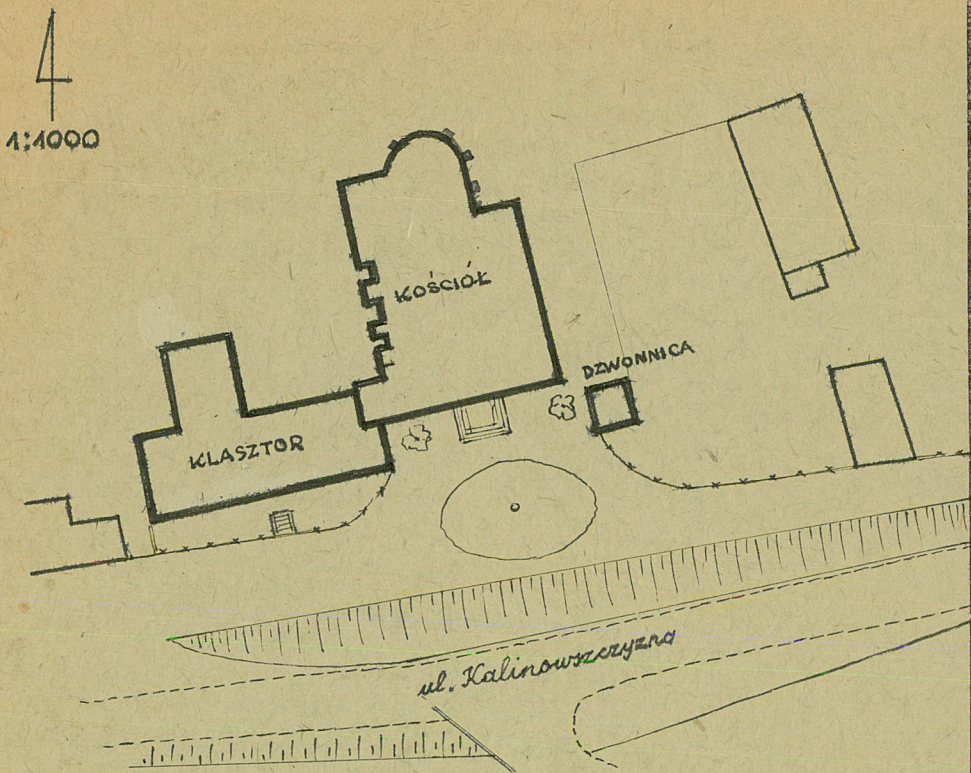 1:1000
KOŚCIÓŁ
DZWONNICA
KLASZTOR
ul. Kalinowszczyzna